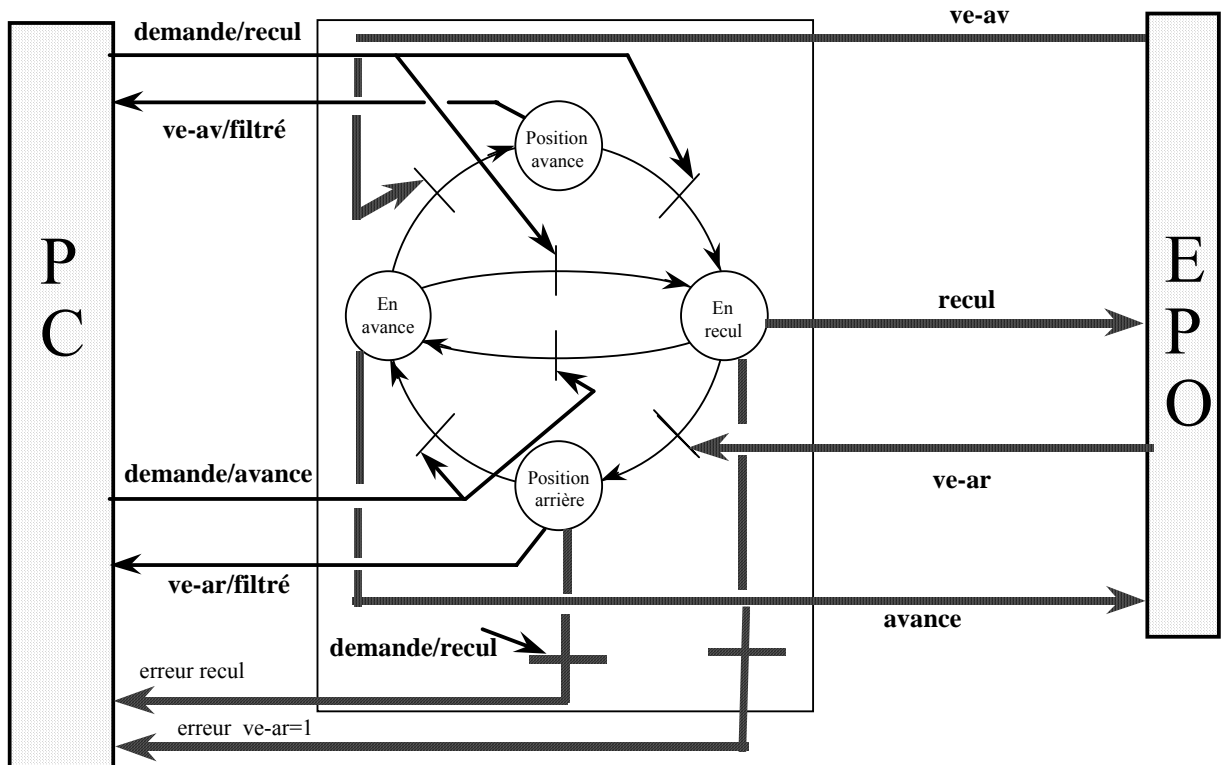 ve-av
demande/recul
ve-av/filtré
Position
avance
P
C
E
P
O
En
avance
En
recul
recul
demande/avance
Position
arrière
ve-ar
ve-ar/filtré
avance
demande/recul
erreur recul
erreur ve-ar=1